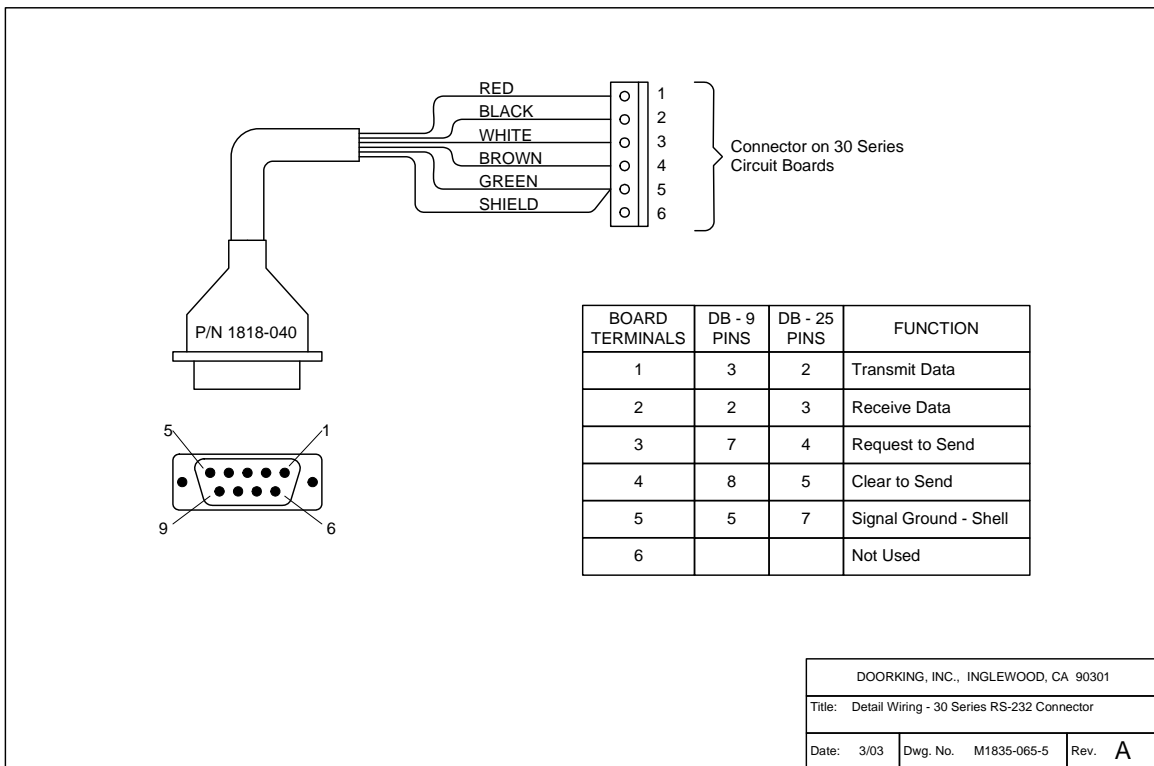 RED
BLACK
WHITE
BROWN
GREEN
SHIELD
1
2
3
4
5
6
Connector on 30 Series
Circuit Boards
P/N 1818-040
5
1
9
6
BOARD TERMINALS DB - 9 PINS DB - 25 PINS FUNCTION
1 3 2 Transmit Data
2 2 3 Receive Data
3 7 4 Request to Send
4 8 5 Clear to Send
5 5 7 Signal Ground - Shell
6 Not Used
DOORKING, INC., INGLEWOOD, CA 90301
Title: Detail Wiring - 30 Series RS-232 Connector
Date: 3/03 Dwg. No. M1835-065-5 Rev. A